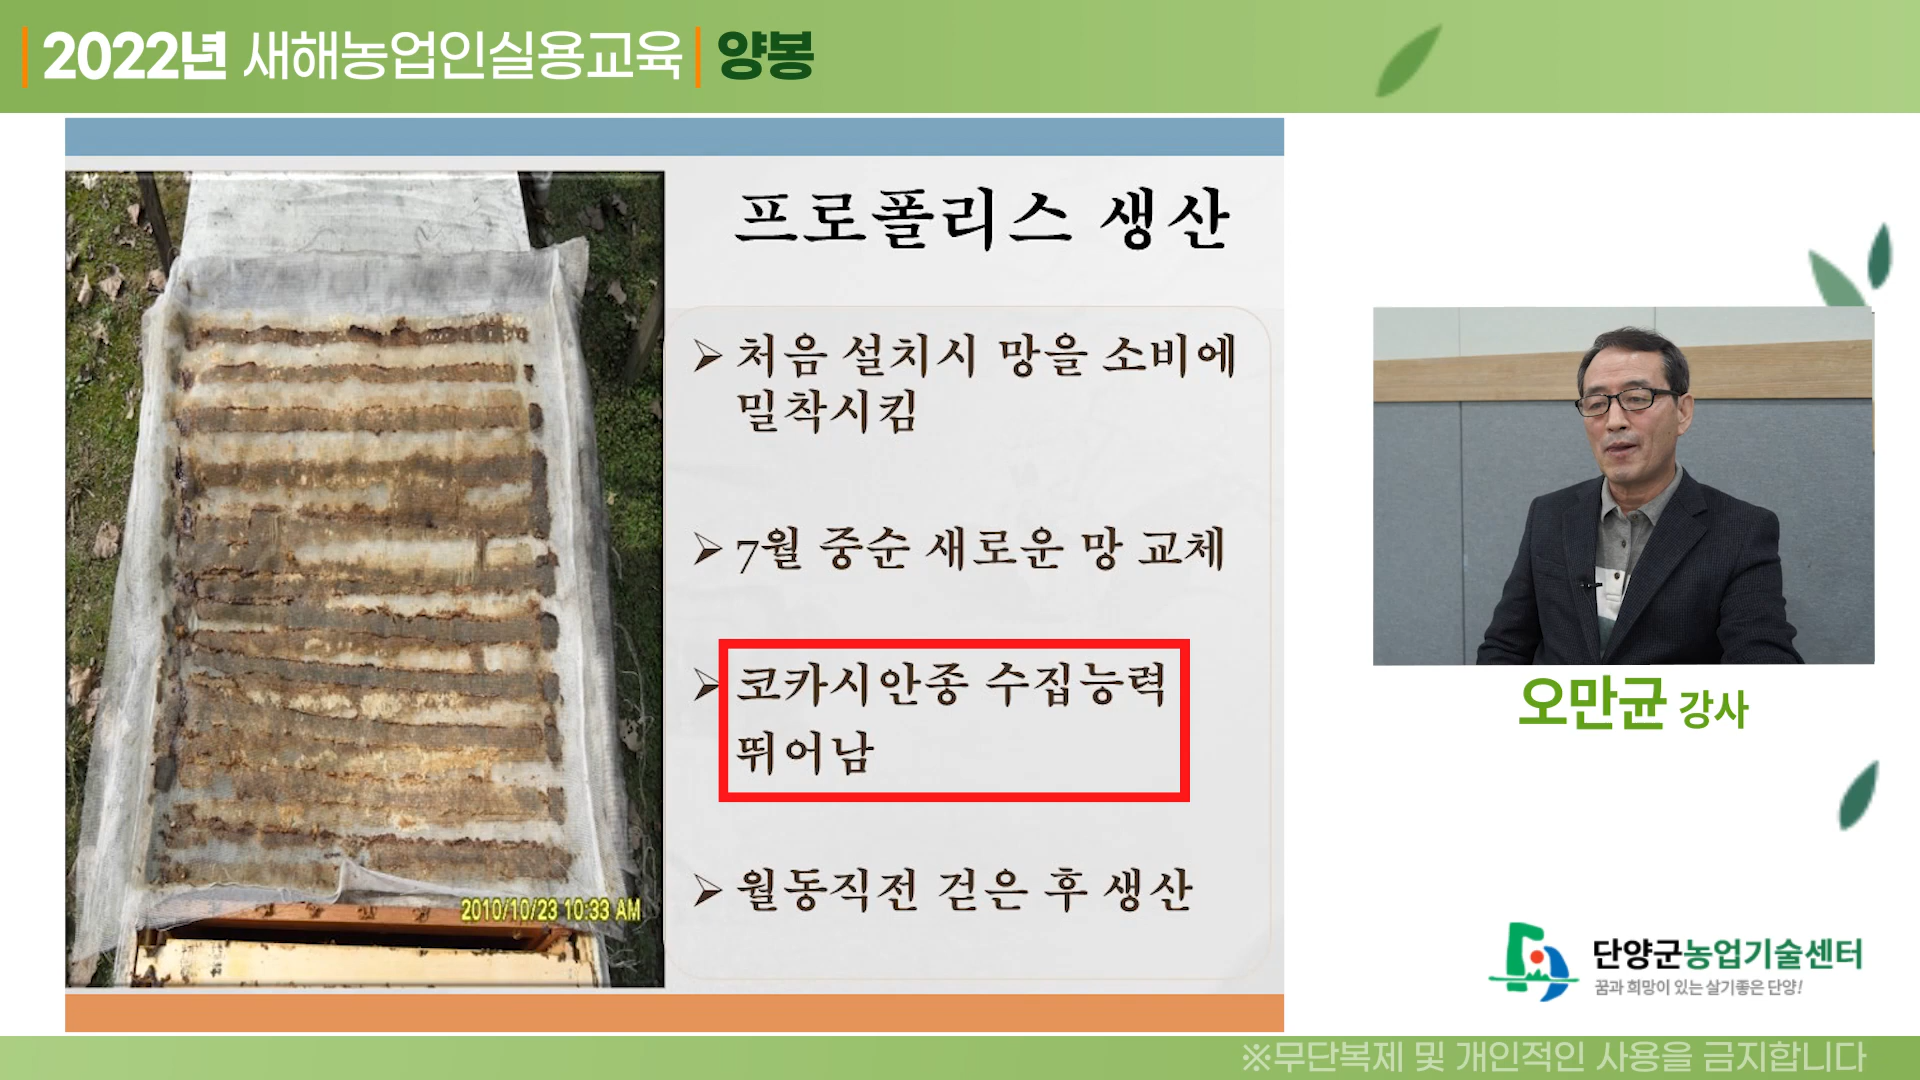 2022년 새해농업인실용교육 양봉
프로폴리스 생산
처음 설치시 망을 소비에
밀착시킴
7월 중순 새로운 망 교체
코카시안종 수집능력
뛰어남
월동직전 걷은 후 생산
2010/10/23 10:33 AM
오만균 강사
단양군농업기술센터
꿈과 희망이 있는 살기좋은 단양!
※무단복제 및 개인적인 사용을 금지합니다